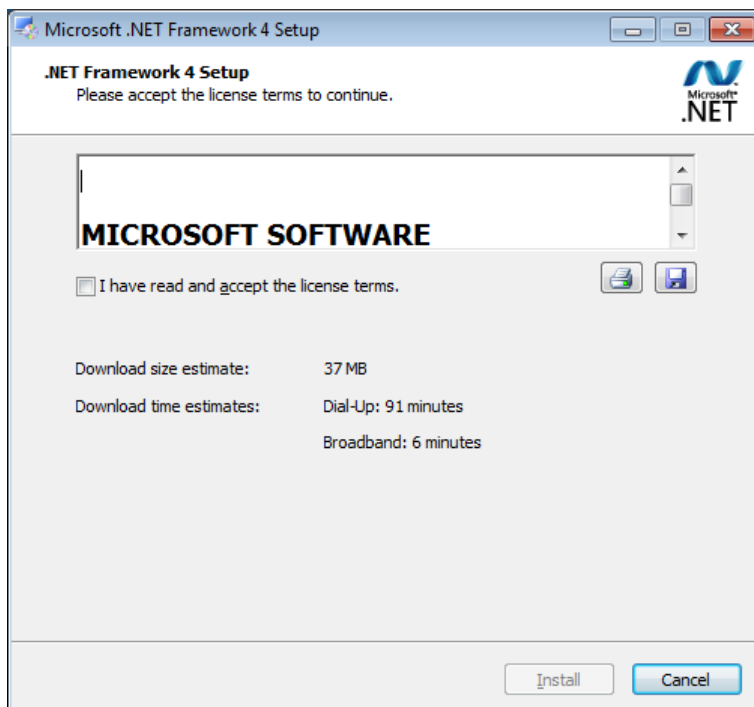 Microsoft .NET Framework 4 Setup
.NET Framework 4 Setup
Please accept the license terms to continue.
Microsoft®
.NET
MICROSOFT SOFTWARE
I have read and accept the license terms.
Download size estimate: 37 MB
Download time estimates: Dial-Up: 91 minutes
Broadband: 6 minutes
Install Cancel